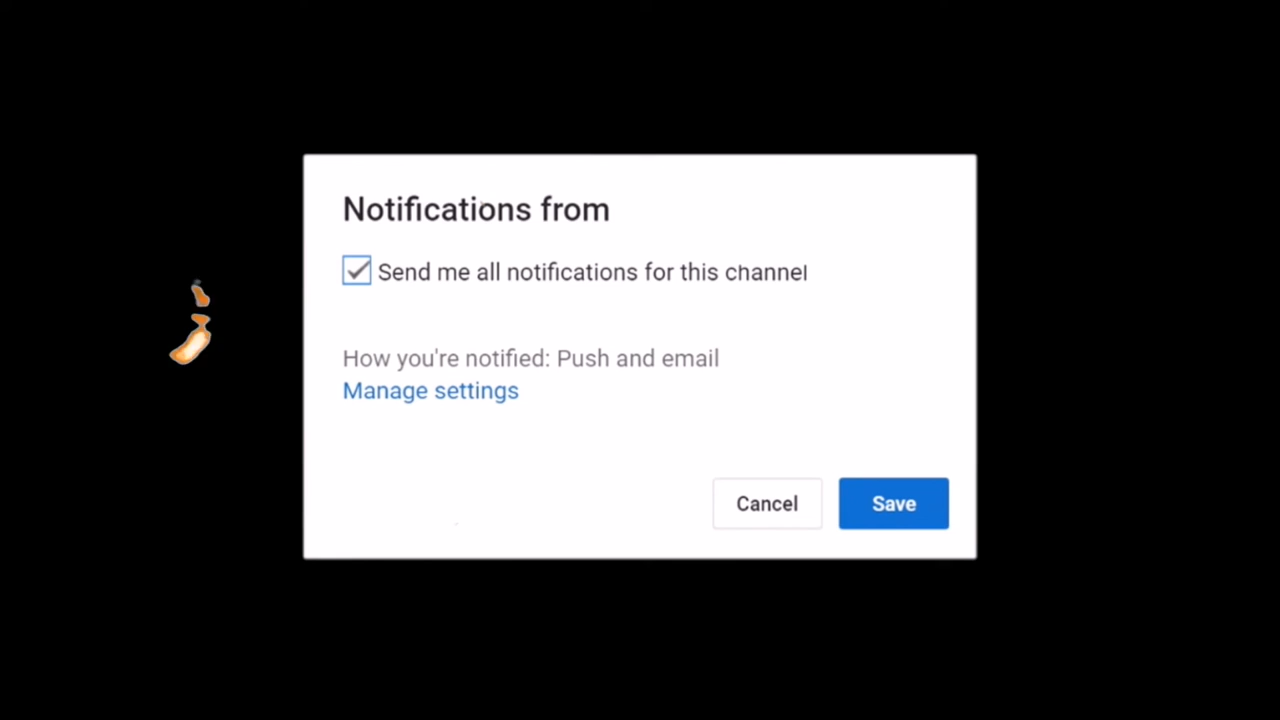 Notifications from
Send me all notifications for this channel
How you're notified: Push and email
Manage settings
Cancel
Save